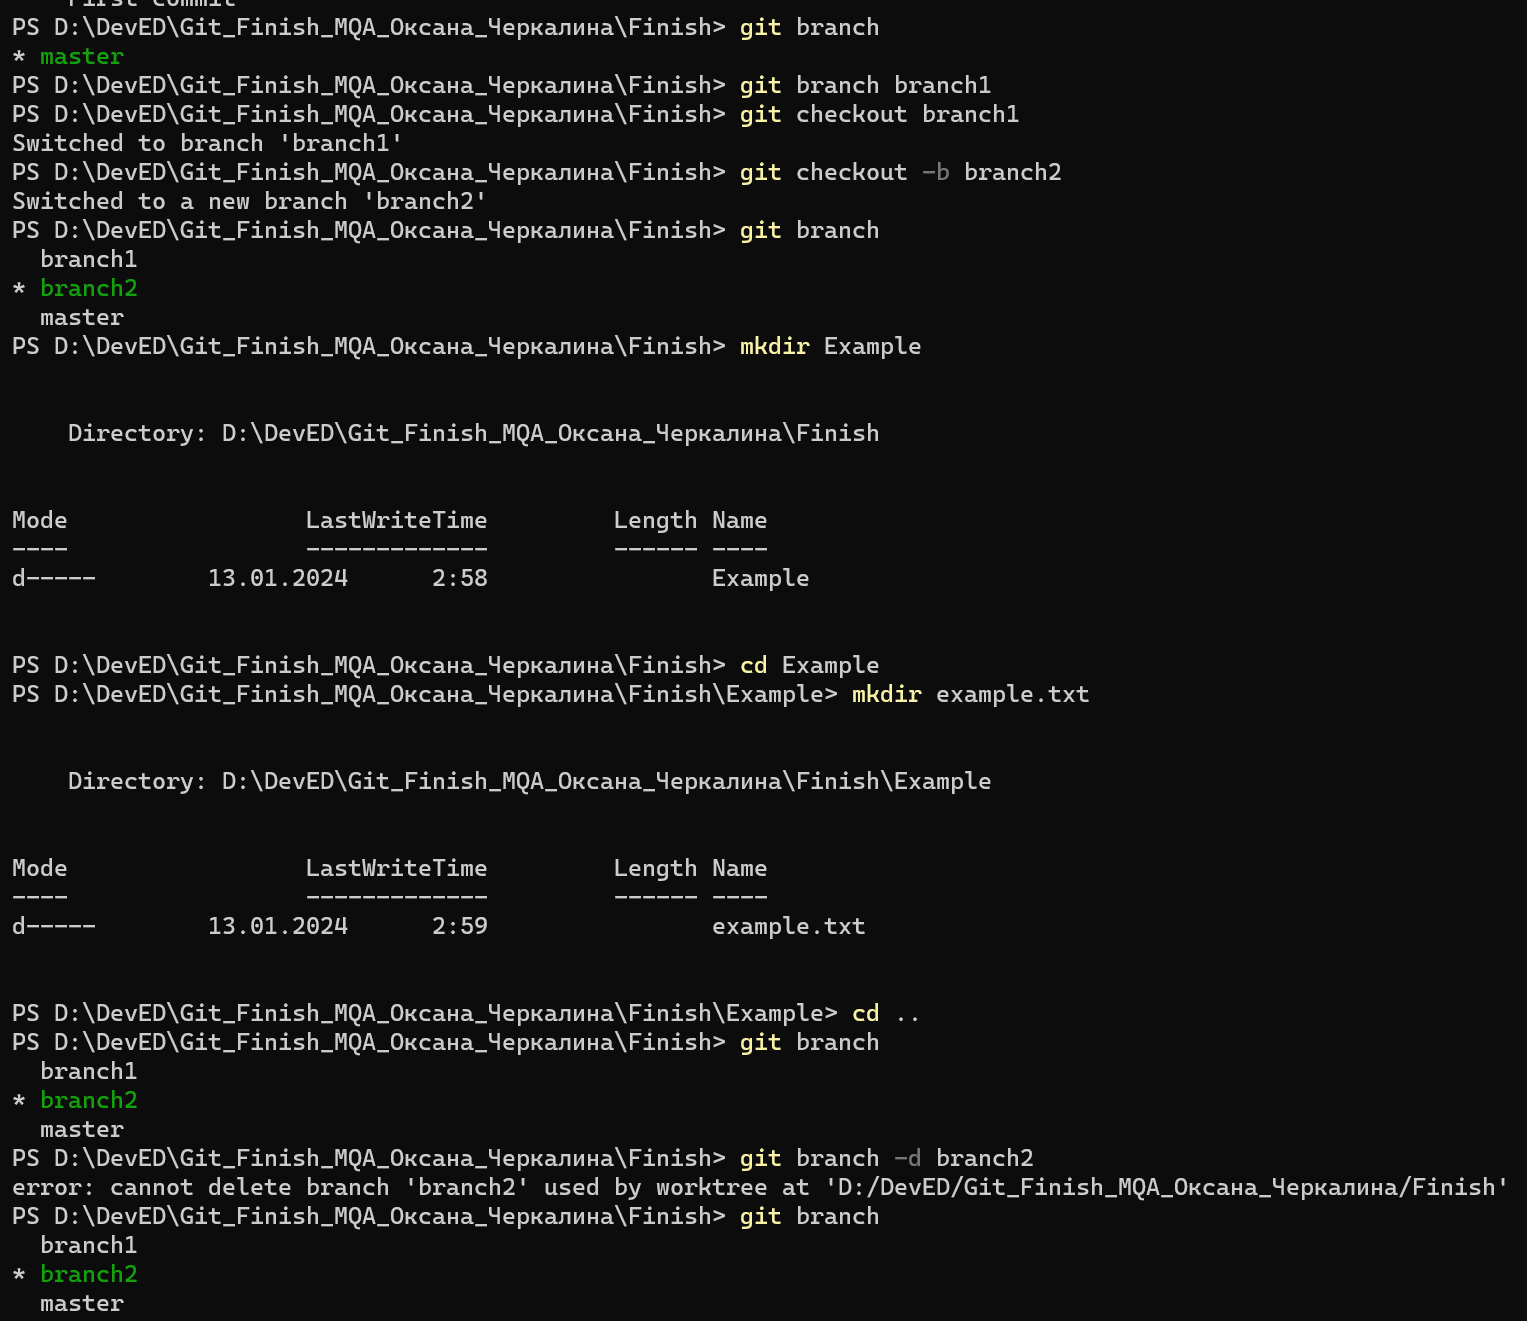 First Commit
PS D:\DevED\Git_Finish_MQA_Оксана_Черкалина\Finish> git branch
* master
PS D:\DevED\Git_Finish_MQA_Оксана_Черкалина\Finish> git branch branch1
PS D:\DevED\Git_Finish_MQA_Оксана_Черкалина\Finish> git checkout branch1
Switched to branch 'branch1'
PS D:\DevED\Git_Finish_MQA_Оксана_Черкалина\Finish> git checkout -b branch2
Switched to a new branch 'branch2'
PS D:\DevED\Git_Finish_MQA_Оксана_Черкалина\Finish> git branch
  branch1
* branch2
  master
PS D:\DevED\Git_Finish_MQA_Оксана_Черкалина\Finish> mkdir Example
    Directory: D:\DevED\Git_Finish_MQA_Оксана_Черкалина\Finish
Mode                 LastWriteTime         Length Name
----                 -------------         ------ ----
d-----        13.01.2024      2:58                Example
PS D:\DevED\Git_Finish_MQA_Оксана_Черкалина\Finish> cd Example
PS D:\DevED\Git_Finish_MQA_Оксана_Черкалина\Finish\Example> mkdir example.txt
    Directory: D:\DevED\Git_Finish_MQA_Оксана_Черкалина\Finish\Example
Mode                 LastWriteTime         Length Name
----                 -------------         ------ ----
d-----        13.01.2024      2:59                example.txt
PS D:\DevED\Git_Finish_MQA_Оксана_Черкалина\Finish\Example> cd ..
PS D:\DevED\Git_Finish_MQA_Оксана_Черкалина\Finish> git branch
  branch1
* branch2
  master
PS D:\DevED\Git_Finish_MQA_Оксана_Черкалина\Finish> git branch -d branch2
error: cannot delete branch 'branch2' used by worktree at 'D:/DevED/Git_Finish_MQA_Оксана_Черкалина/Finish'
PS D:\DevED\Git_Finish_MQA_Оксана_Черкалина\Finish> git branch
  branch1
* branch2
  master